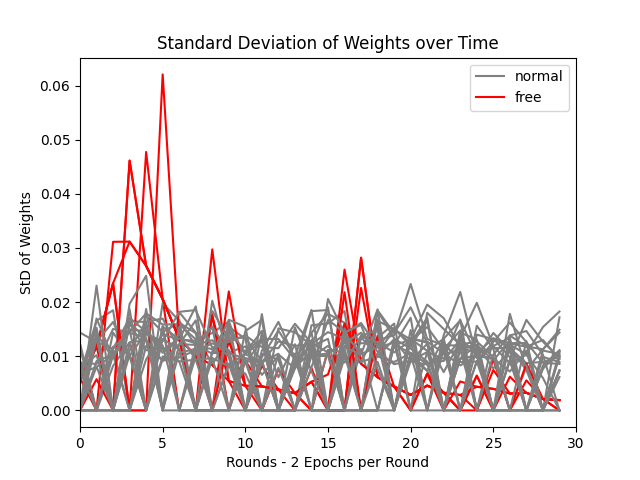 Standard Deviation of Weights over Time
normal
free
StD of Weights
0.06
0.05
0.04
0.03
0.02
0.01
0.00
0 5 10 15 20 25 30
Rounds - 2 Epochs per Round